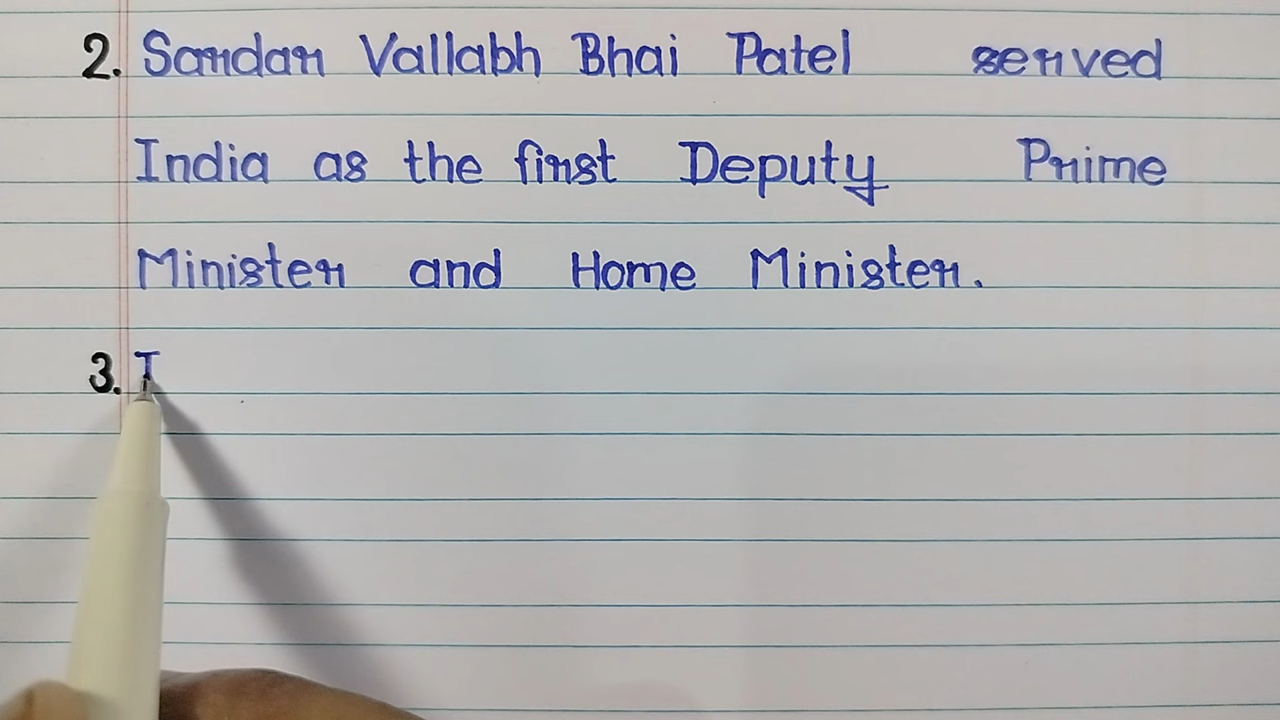 2. Sardar Vallabh Bhai Patel served
India as the first Deputy Prime
Minister and Home Minister.
3. I